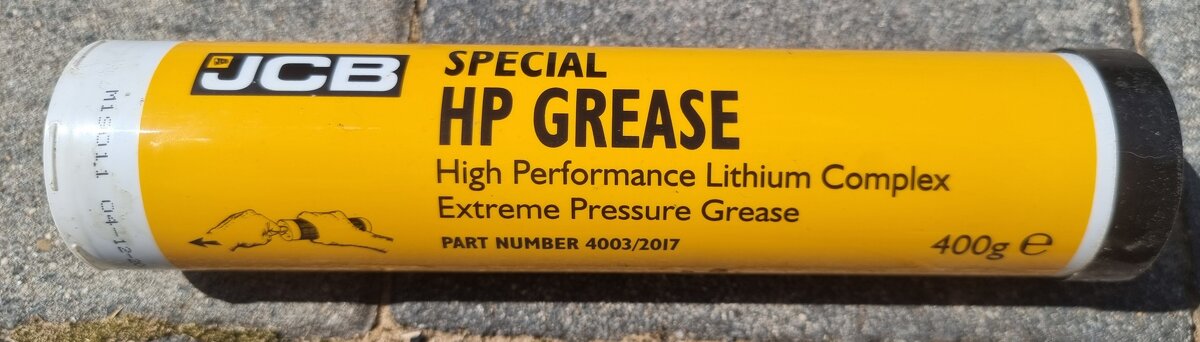 JCB
SPECIAL
HP GREASE
High Performance Lithium Complex
Extreme Pressure Grease
PART NUMBER 4003/2017
400g ℮